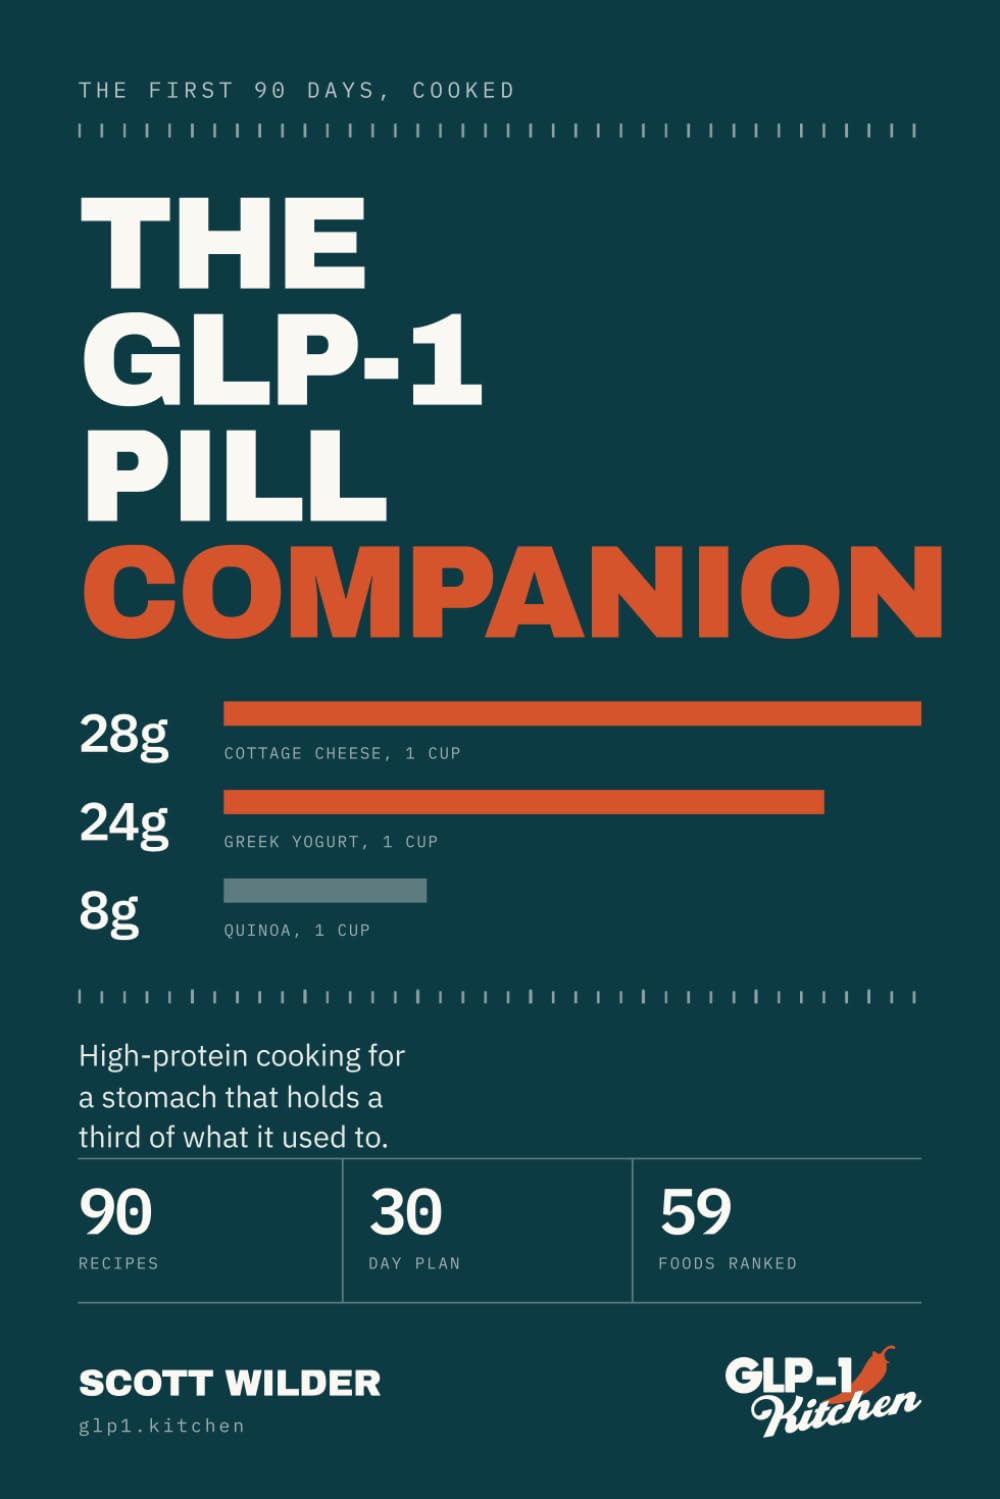 THE FIRST 90 DAYS, COOKED
THE
GLP-1
PILL
COMPANION
28g
COTTAGE CHEESE, 1 CUP
24g
GREEK YOGURT, 1 CUP
8g
QUINOA, 1 CUP
High-protein cooking for
a stomach that holds a
third of what it used to.
90
RECIPES
30
DAY PLAN
59
FOODS RANKED
SCOTT WILDER
glp1.kitchen
GLP-1
Kitchen